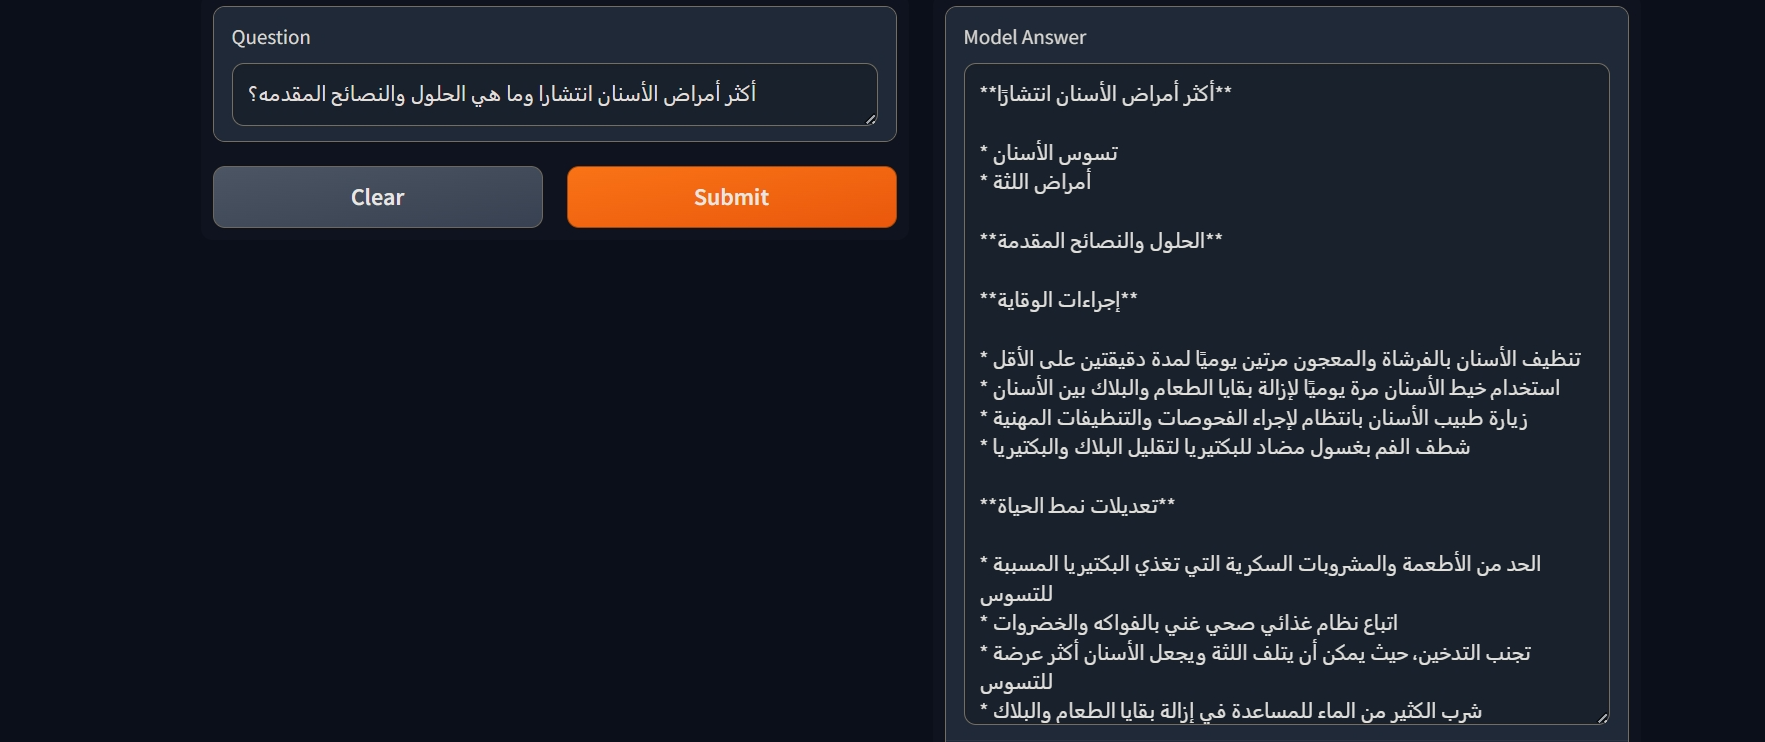 Question
أكثر أمراض الأسنان انتشارا وما هي الحلول والنصائح المقدمه؟
Clear
Submit
Model Answer
**أكثر أمراض الأسنان انتشارًا**
* تسوس الأسنان
* أمراض اللثة
**الحلول والنصائح المقدمة**
**إجراءات الوقاية**
* تنظيف الأسنان بالفرشاة والمعجون مرتين يوميًا لمدة دقيقتين على الأقل
* استخدام خيط الأسنان مرة يوميًا لإزالة بقايا الطعام والبلاك بين الأسنان
* زيارة طبيب الأسنان بانتظام لإجراء الفحوصات والتنظيفات المهنية
* شطف الفم بغسول مضاد للبكتيريا لتقليل البلاك والبكتيريا
**تعديلات نمط الحياة**
* الحد من الأطعمة والمشروبات السكرية التي تغذي البكتيريا المسببة
للتسوس
* اتباع نظام غذائي صحي غني بالفواكه والخضروات
* تجنب التدخين، حيث يمكن أن يتلف اللثة ويجعل الأسنان أكثر عرضة
للتسوس
* شرب الكثير من الماء للمساعدة في إزالة بقايا الطعام والبلاك